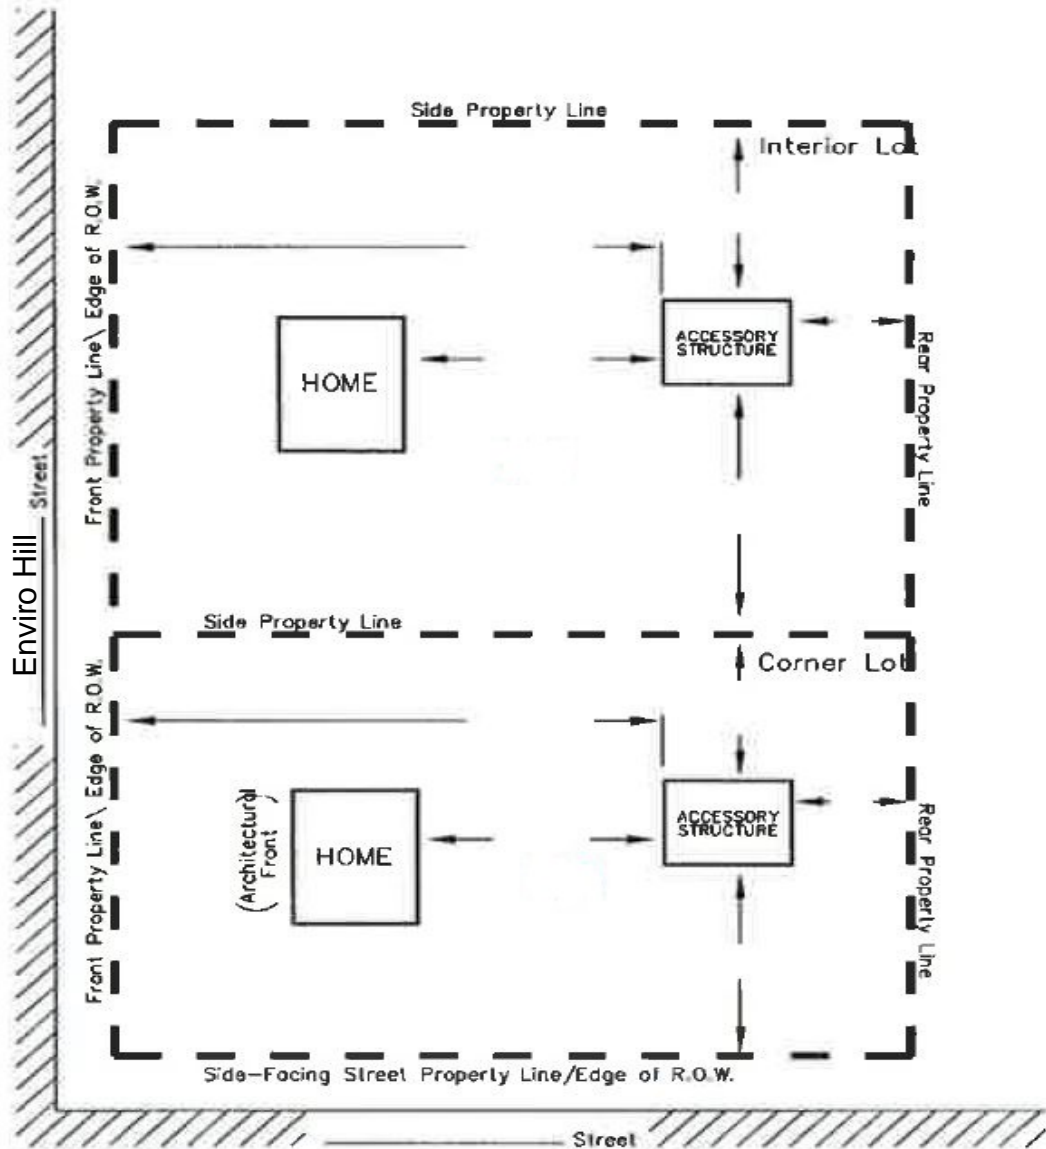 Side Property Line
Interior Lot
Front Property Line\ Edge of R.O.W.
ACCESSORY
STRUCTURE
HOME
Rear Property Line
Enviro Hill
Street
Side Property Line
Corner Lot
Front Property Line\ Edge of R.O.W.
(Architectural
Front)
HOME
ACCESSORY
STRUCTURE
Rear Property Line
Side-Facing Street Property Line/Edge of R.O.W.
Street